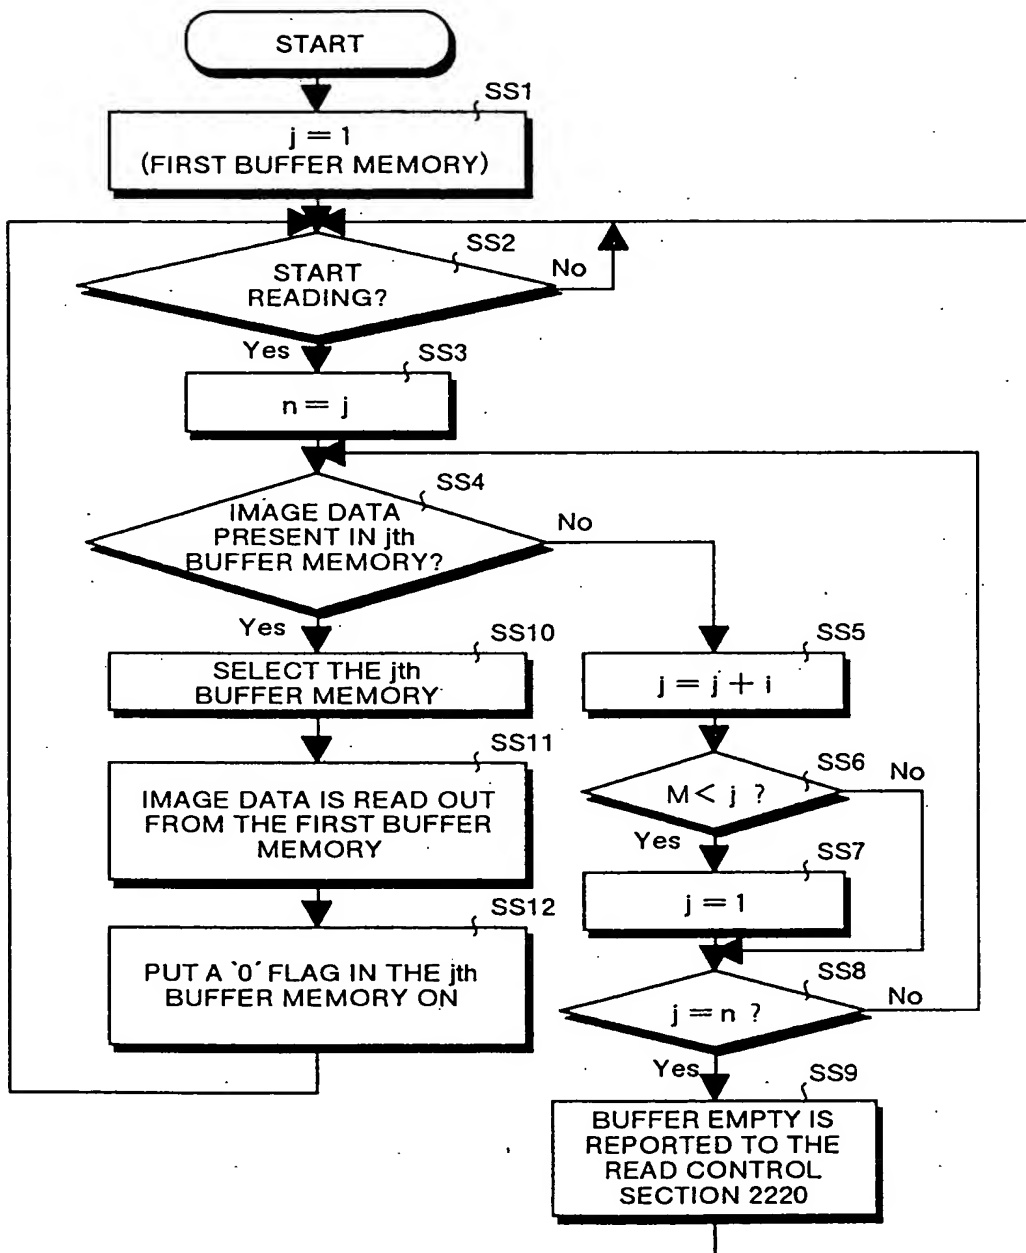 START
SS1
j = 1
(FIRST BUFFER MEMORY)
SS2
START
READING?
No
Yes
SS3
n = j
SS4
IMAGE DATA
PRESENT IN jth
BUFFER MEMORY?
No
Yes
SS10
SELECT THE jth
BUFFER MEMORY
SS5
j = j + i
SS11
IMAGE DATA IS READ OUT
FROM THE FIRST BUFFER
MEMORY
SS6
M < j ?
No
Yes
SS7
j = 1
SS12
PUT A '0' FLAG IN THE jth
BUFFER MEMORY ON
SS8
j = n ?
No
Yes
SS9
BUFFER EMPTY IS
REPORTED TO THE
READ CONTROL
SECTION 2220